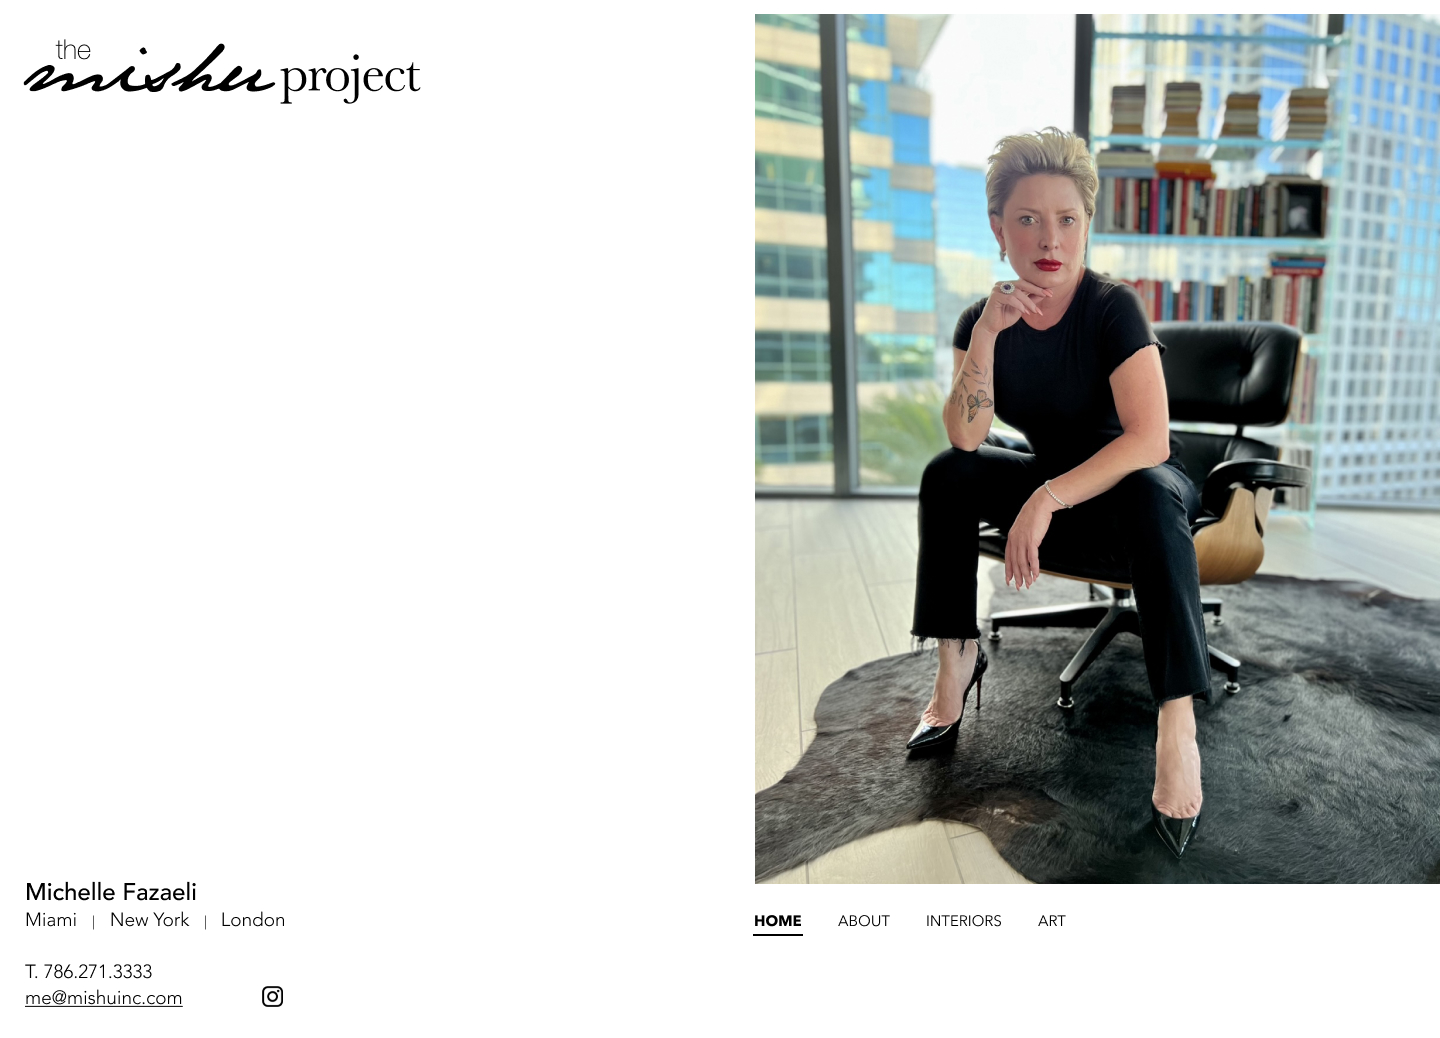 the
mishu project
Michelle Fazaeli
Miami | New York | London
T. 786.271.3333
me@mishuinc.com
HOME ABOUT INTERIORS ART